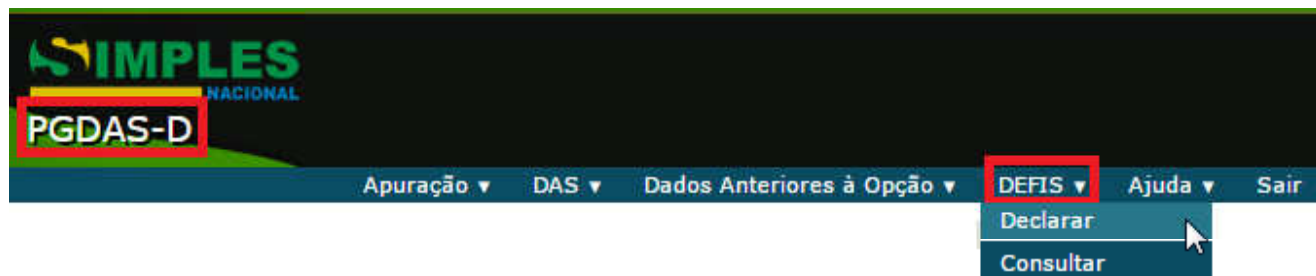 SIMPLES
NACIONAL
PGDAS-D
Apuração ▼ DAS ▼ Dados Anteriores à Opção ▼ DEFIS ▼ Ajuda ▼ Sair
Declarar
Consultar